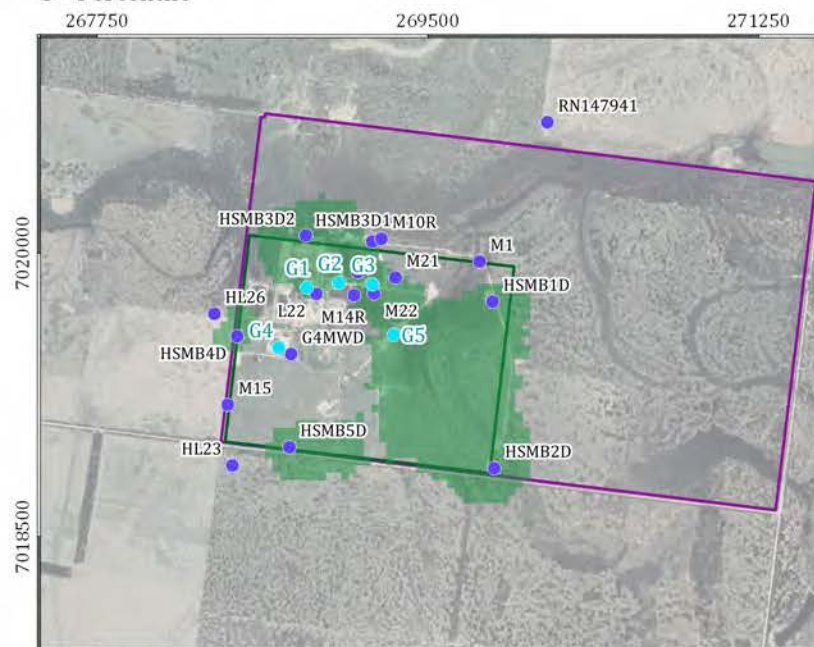 267750 269500 271250
RN147941
HSMB3D2 HSMB3D1 M10R
M1
7020000
G1 G2 G3 M21
HSMB1D
HL26 L22 M14R M22
G4 G4MWD G5
HSMB4D
M15
HL23 HSMB5D
HSMB2D
7018500